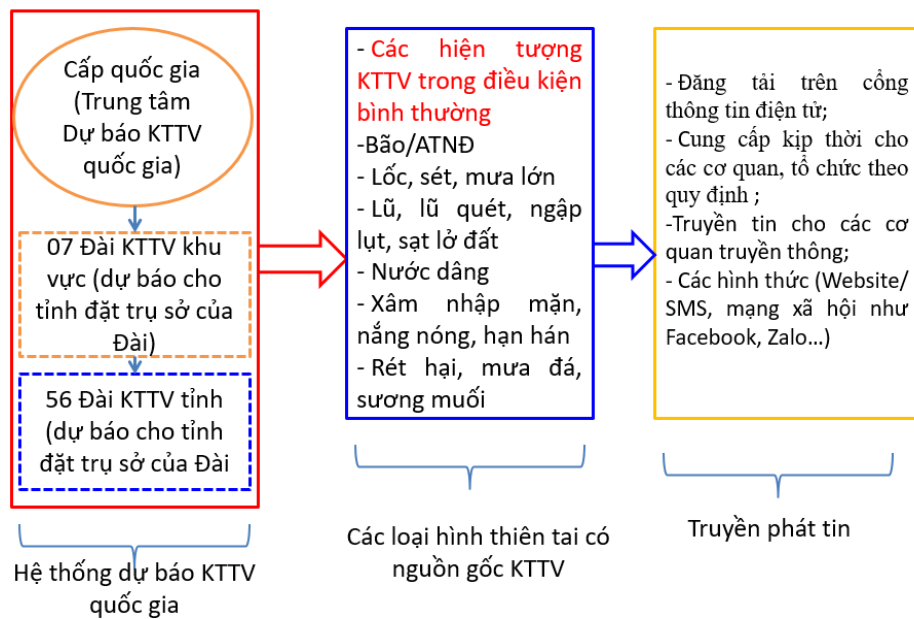 Cấp quốc gia
(Trung tâm
Dự báo KTTV
quốc gia)
07 Đài KTTV khu
vực (dự báo cho
tỉnh đặt trụ sở của
Đài)
56 Đài KTTV tỉnh
(dự báo cho tỉnh
đặt trụ sở của Đài
Hệ thống dự báo KTTV
quốc gia
- Các hiện tượng
KTTV trong điều kiện
bình thường
-Bão/ATNĐ
- Lốc, sét, mưa lớn
- Lũ, lũ quét, ngập
lụt, sạt lở đất
- Nước dâng
- Xâm nhập mặn,
nắng nóng, hạn hán
- Rét hại, mưa đá,
sương muối
Các loại hình thiên tai có
nguồn gốc KTTV
-Đăng tải trên cổng
thông tin điện tử;
- Cung cấp kịp thời cho
các cơ quan, tổ chức theo
quy định ;
-Truyền tin cho các cơ
quan truyền thông;
- Các hình thức (Website/
SMS, mạng xã hội như
Facebook, Zalo...)
Truyền phát tin